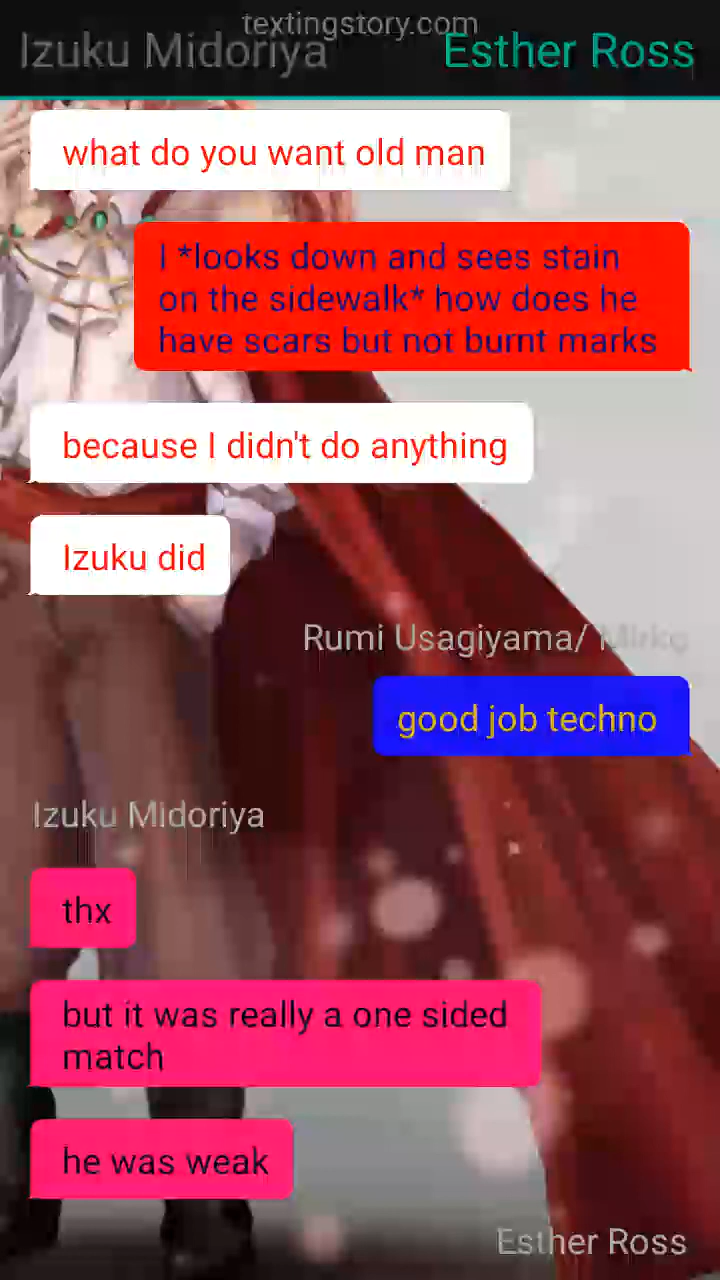 textingstory.com
Izuku Midoriya
Esther Ross
what do you want old man
I *looks down and sees stain
on the sidewalk* how does he
have scars but not burnt marks
because I didn't do anything
Izuku did
Rumi Usagiyama/ Mirko
good job techno
Izuku Midoriya
thx
but it was really a one sided
match
he was weak
Esther Ross